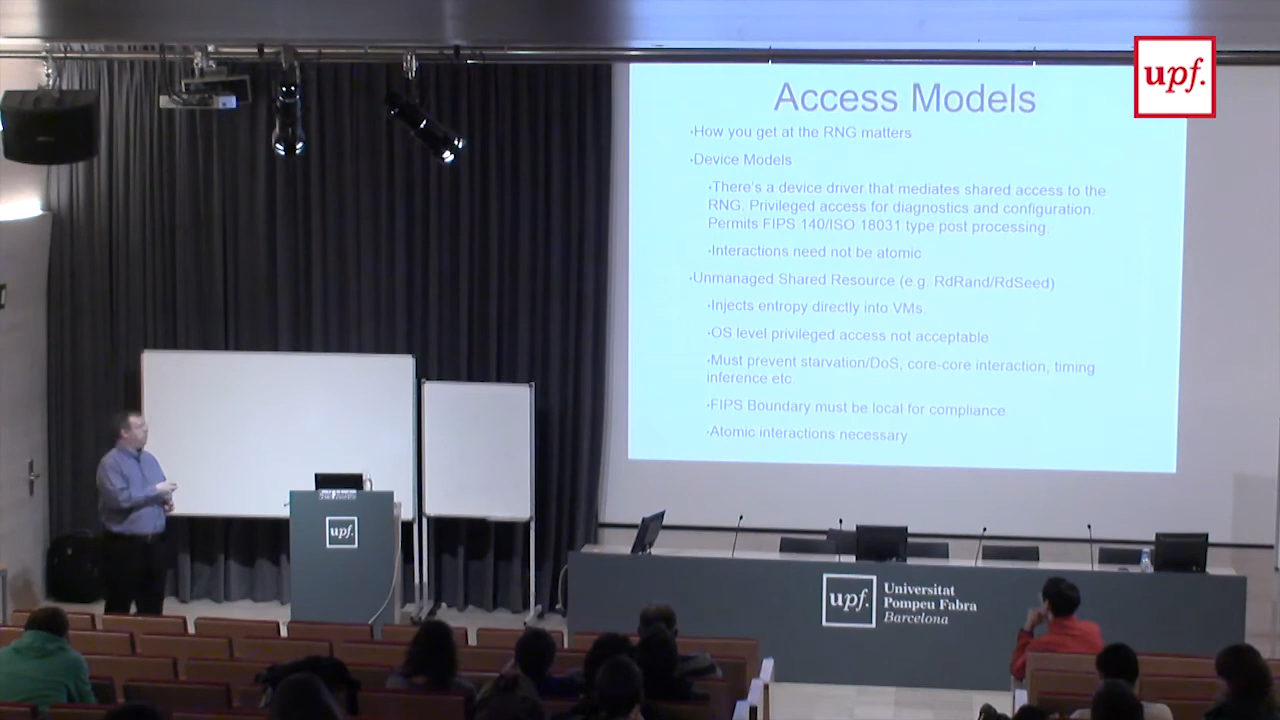 upf.
Access Models
•How you get at the RNG matters
•Device Models
•There's a device driver that mediates shared access to the
RNG. Privileged access for diagnostics and configuration.
Permits FIPS 140/ISO 18031 type post processing.
•Interactions need not be atomic
•Unmanaged Shared Resource (e.g. RdRand/RdSeed)
•Injects entropy directly into VMs.
•OS level privileged access not acceptable
•Must prevent starvation/DoS, core-core interaction, timing
inference etc.
•FIPS Boundary must be local for compliance.
•Atomic interactions necessary
upf.
upf.
Universitat
Pompeu Fabra
Barcelona